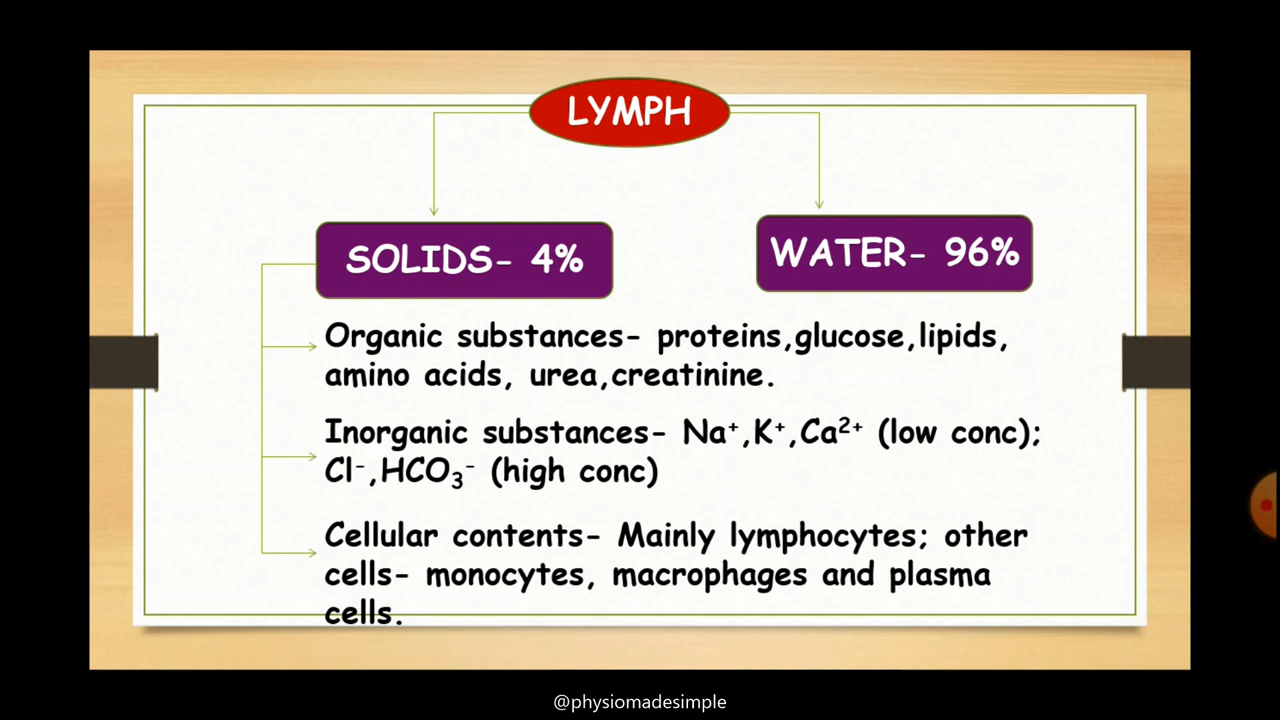 LYMPH
SOLIDS- 4%
WATER- 96%
Organic substances- proteins,glucose,lipids,
amino acids, urea,creatinine.
Inorganic substances- Na⁺,K⁺,Ca²⁺ (low conc);
Cl⁻,HCO₃⁻ (high conc)
Cellular contents- Mainly lymphocytes; other
cells- monocytes, macrophages and plasma
cells.
@physiomadesimple